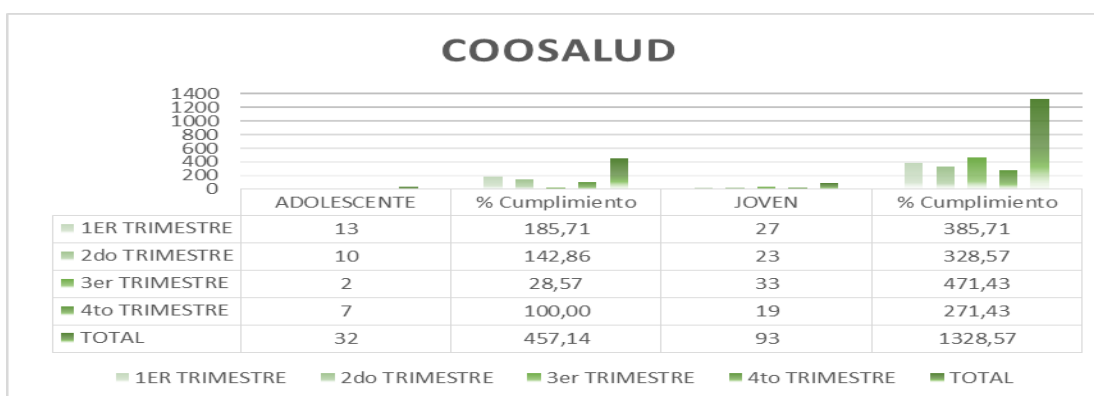 COOSALUD
1400
1200
1000
800
600
400
200
0
ADOLESCENTE % Cumplimiento JOVEN % Cumplimiento
1ER TRIMESTRE 13 185,71 27 385,71
2do TRIMESTRE 10 142,86 23 328,57
3er TRIMESTRE 2 28,57 33 471,43
4to TRIMESTRE 7 100,00 19 271,43
TOTAL 32 457,14 93 1328,57
1ER TRIMESTRE 2do TRIMESTRE 3er TRIMESTRE 4to TRIMESTRE TOTAL